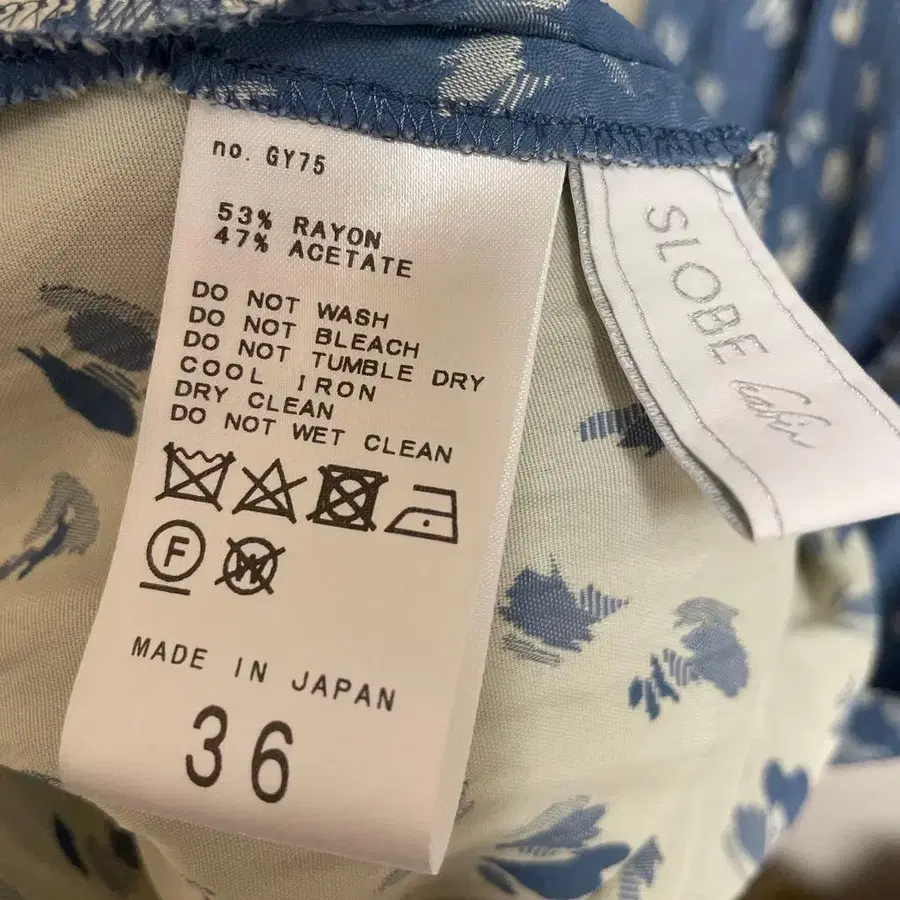 no. GY75
53% RAYON
47% ACETATE
DO NOT WASH
DO NOT BLEACH
DO NOT TUMBLE DRY
COOL IRON
DRY CLEAN
DO NOT WET CLEAN
F
W
MADE IN JAPAN
36
SLOBE